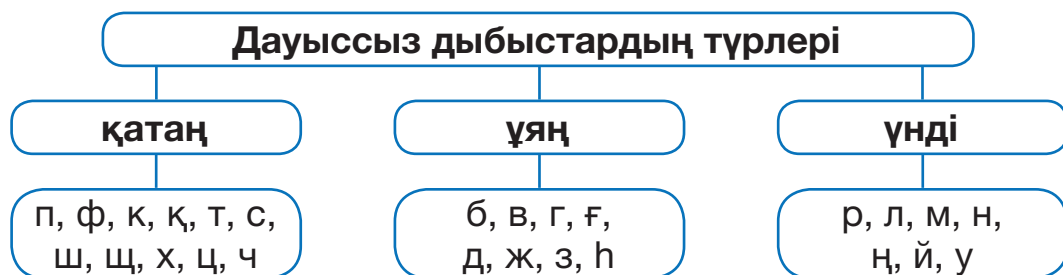 Дауыссыз дыбыстардың түрлері
қатаң
ұяң
үнді
п, ф, к, қ, т, с,
ш, щ, х, ц, ч
б, в, г, ғ,
д, ж, з, һ
р, л, м, н,
ң, й, у